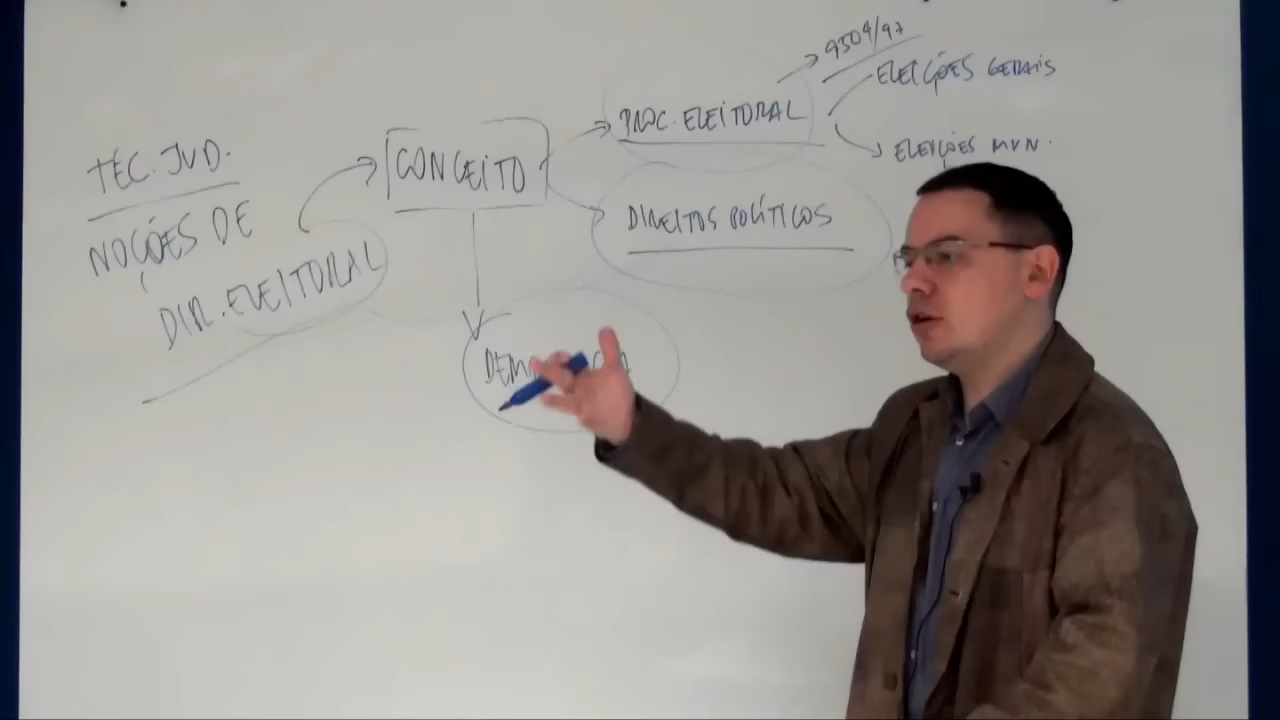 TÉC. JUD.
NOÇÕES DE
DIR. ELEITORAL
CONCEITO
PROC. ELEITORAL
9504/97
ELEIÇÕES GERAIS
ELEIÇÕES MUN.
DIREITOS POLÍTICOS